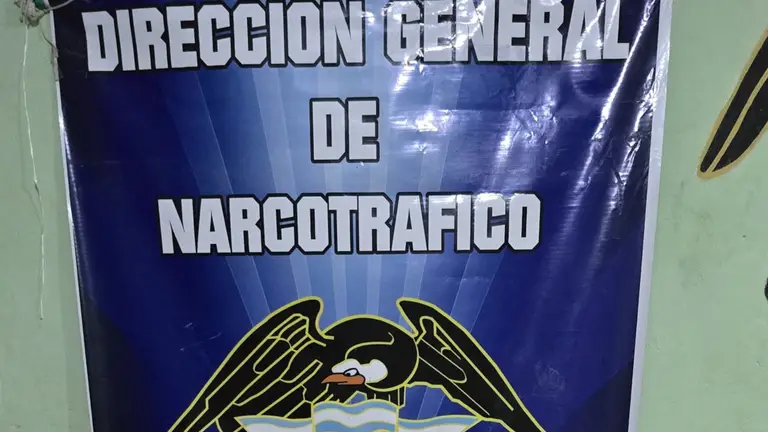 DIRECCION GENERAL
DE
NARCOTRAFICO